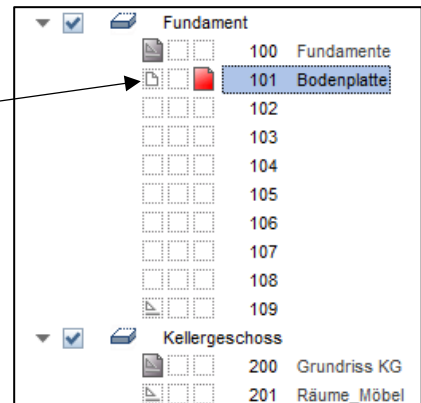 Fundament
100 Fundamente
101 Bodenplatte
102
103
104
105
106
107
108
109
Kellergeschoss
200 Grundriss KG
201 Räume_Möbel